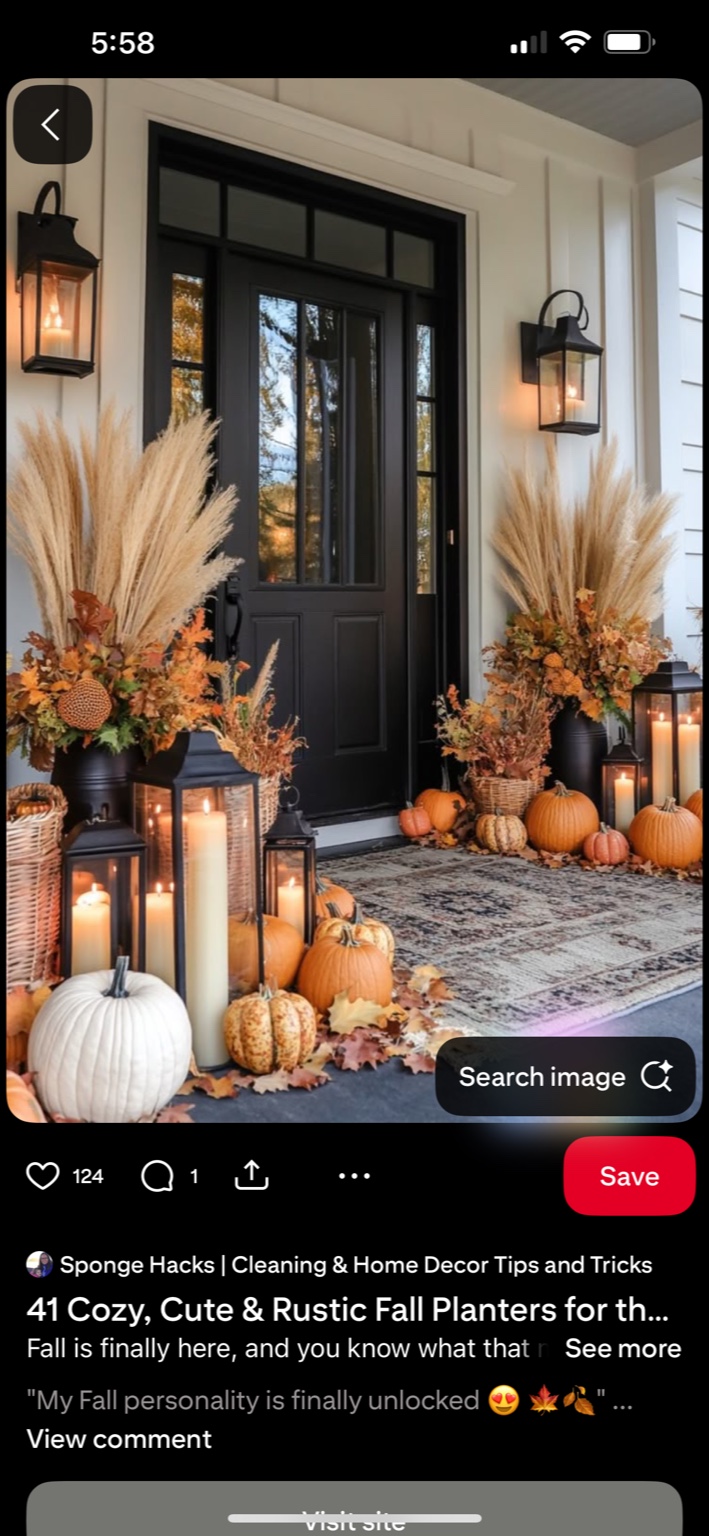 5:58
Search image
124
1
Save
Sponge Hacks | Cleaning & Home Decor Tips and Tricks
41 Cozy, Cute & Rustic Fall Planters for th...
Fall is finally here, and you know what that See more
"My Fall personality is finally unlocked 😍 🍁🍂" ...
View comment
Visit site